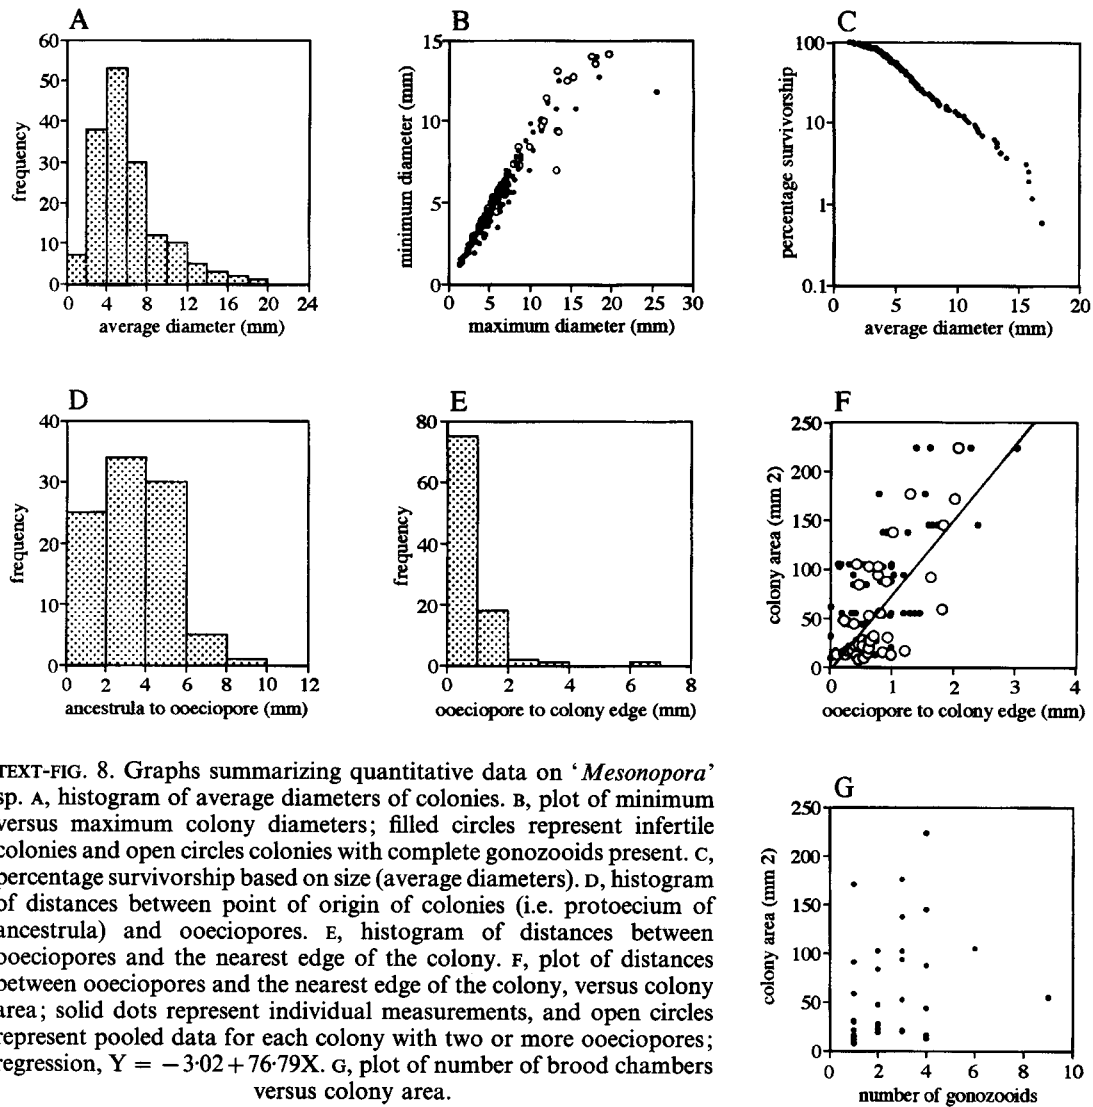 A
60
50
40
30
20
10
0
frequency
0 4 8 12 16 20 24
average diameter (mm)
B
15
10
5
0
minimum diameter (mm)
0 5 10 15 20 25 30
maximum diameter (mm)
C
100
10
1
0.1
percentage survivorship
0 5 10 15 20
average diameter (mm)
D
40
30
20
10
0
frequency
0 2 4 6 8 10 12
ancestrula to ooeciopore (mm)
E
80
60
40
20
0
frequency
0 2 4 6 8
ooeciopore to colony edge (mm)
F
250
200
150
100
50
0
colony area (mm 2)
0 1 2 3 4
ooeciopore to colony edge (mm)
TEXT-FIG. 8. Graphs summarizing quantitative data on ‘Mesonopora’
sp. A, histogram of average diameters of colonies. B, plot of minimum
versus maximum colony diameters; filled circles represent infertile
colonies and open circles colonies with complete gonozooids present. C,
percentage survivorship based on size (average diameters). D, histogram
of distances between point of origin of colonies (i.e. protoecium of
ancestrula) and ooeciopores. E, histogram of distances between
ooeciopores and the nearest edge of the colony. F, plot of distances
between ooeciopores and the nearest edge of the colony, versus colony
area; solid dots represent individual measurements, and open circles
represent pooled data for each colony with two or more ooeciopores;
regression, Y = −3·02 + 76·79X. G, plot of number of brood chambers
versus colony area.
G
250
200
150
100
50
0
colony area (mm 2)
0 2 4 6 8 10
number of gonozooids